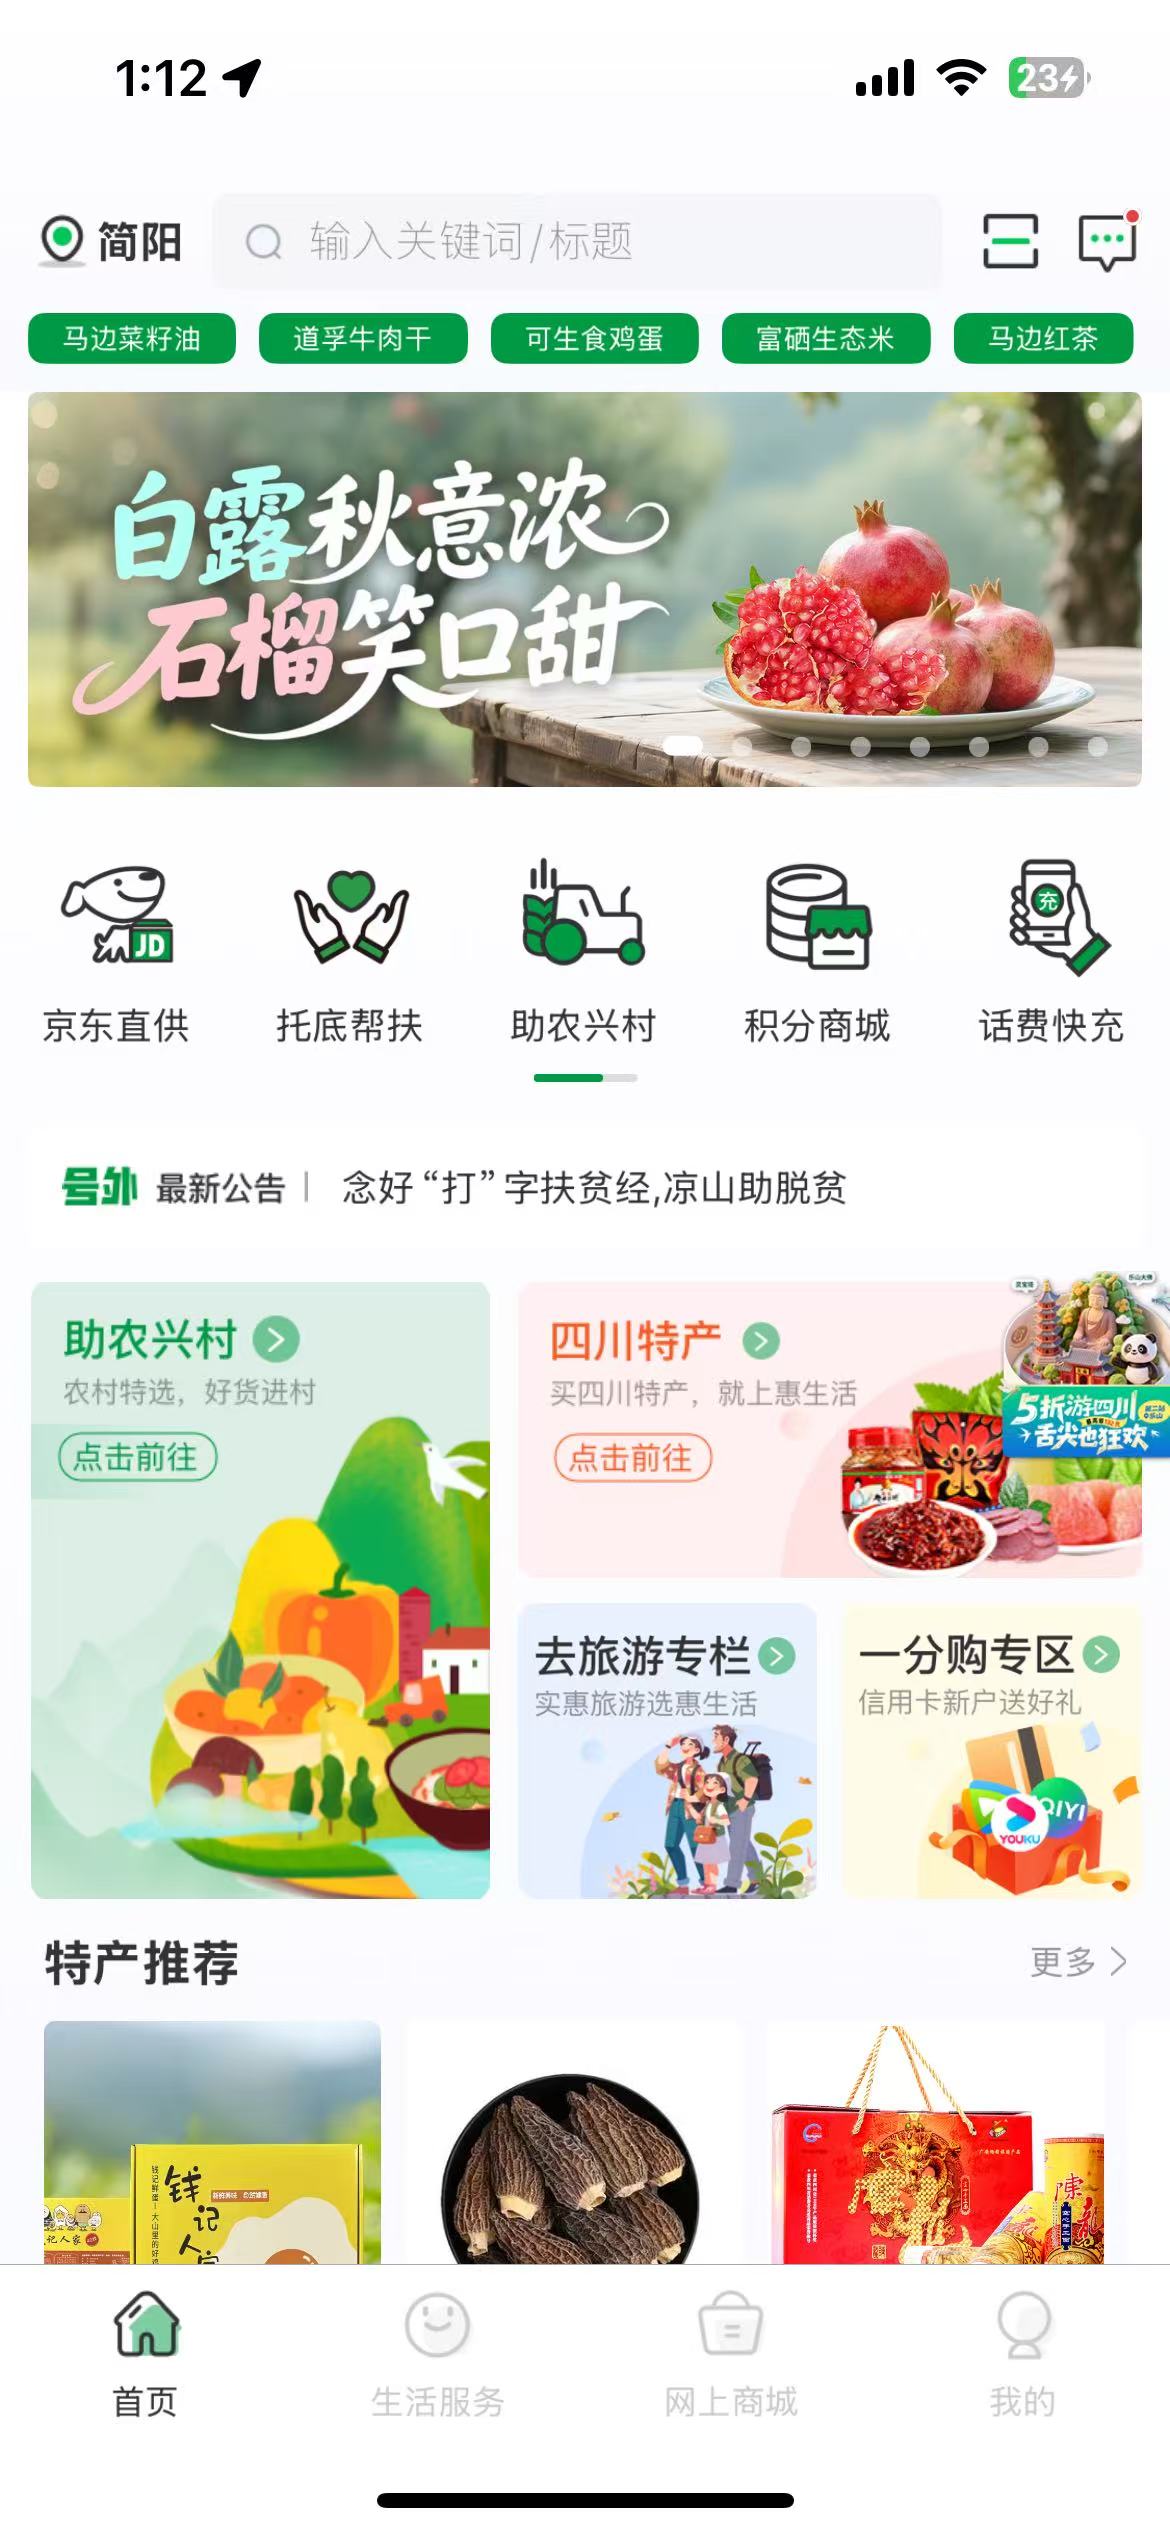 1:12
23
简阳
输入关键词/标题
马边菜籽油
道孚牛肉干
可生食鸡蛋
富硒生态米
马边红茶
白露秋意浓
石榴笑口甜
JD
充
京东直供
托底帮扶
助农兴村
积分商城
话费快充
号外 最新公告 | 念好“打”字扶贫经,凉山助脱贫
助农兴村
农村特选，好货进村
点击前往
四川特产
买四川特产，就上惠生活
点击前往
乐山大佛
5折游四川
舌尖也狂欢
去旅游专栏
实惠旅游选惠生活
一分购专区
信用卡新户送好礼
QIYI
YOUKU
特产推荐
更多
钱记人家
记人家
陳
首页
生活服务
网上商城
我的